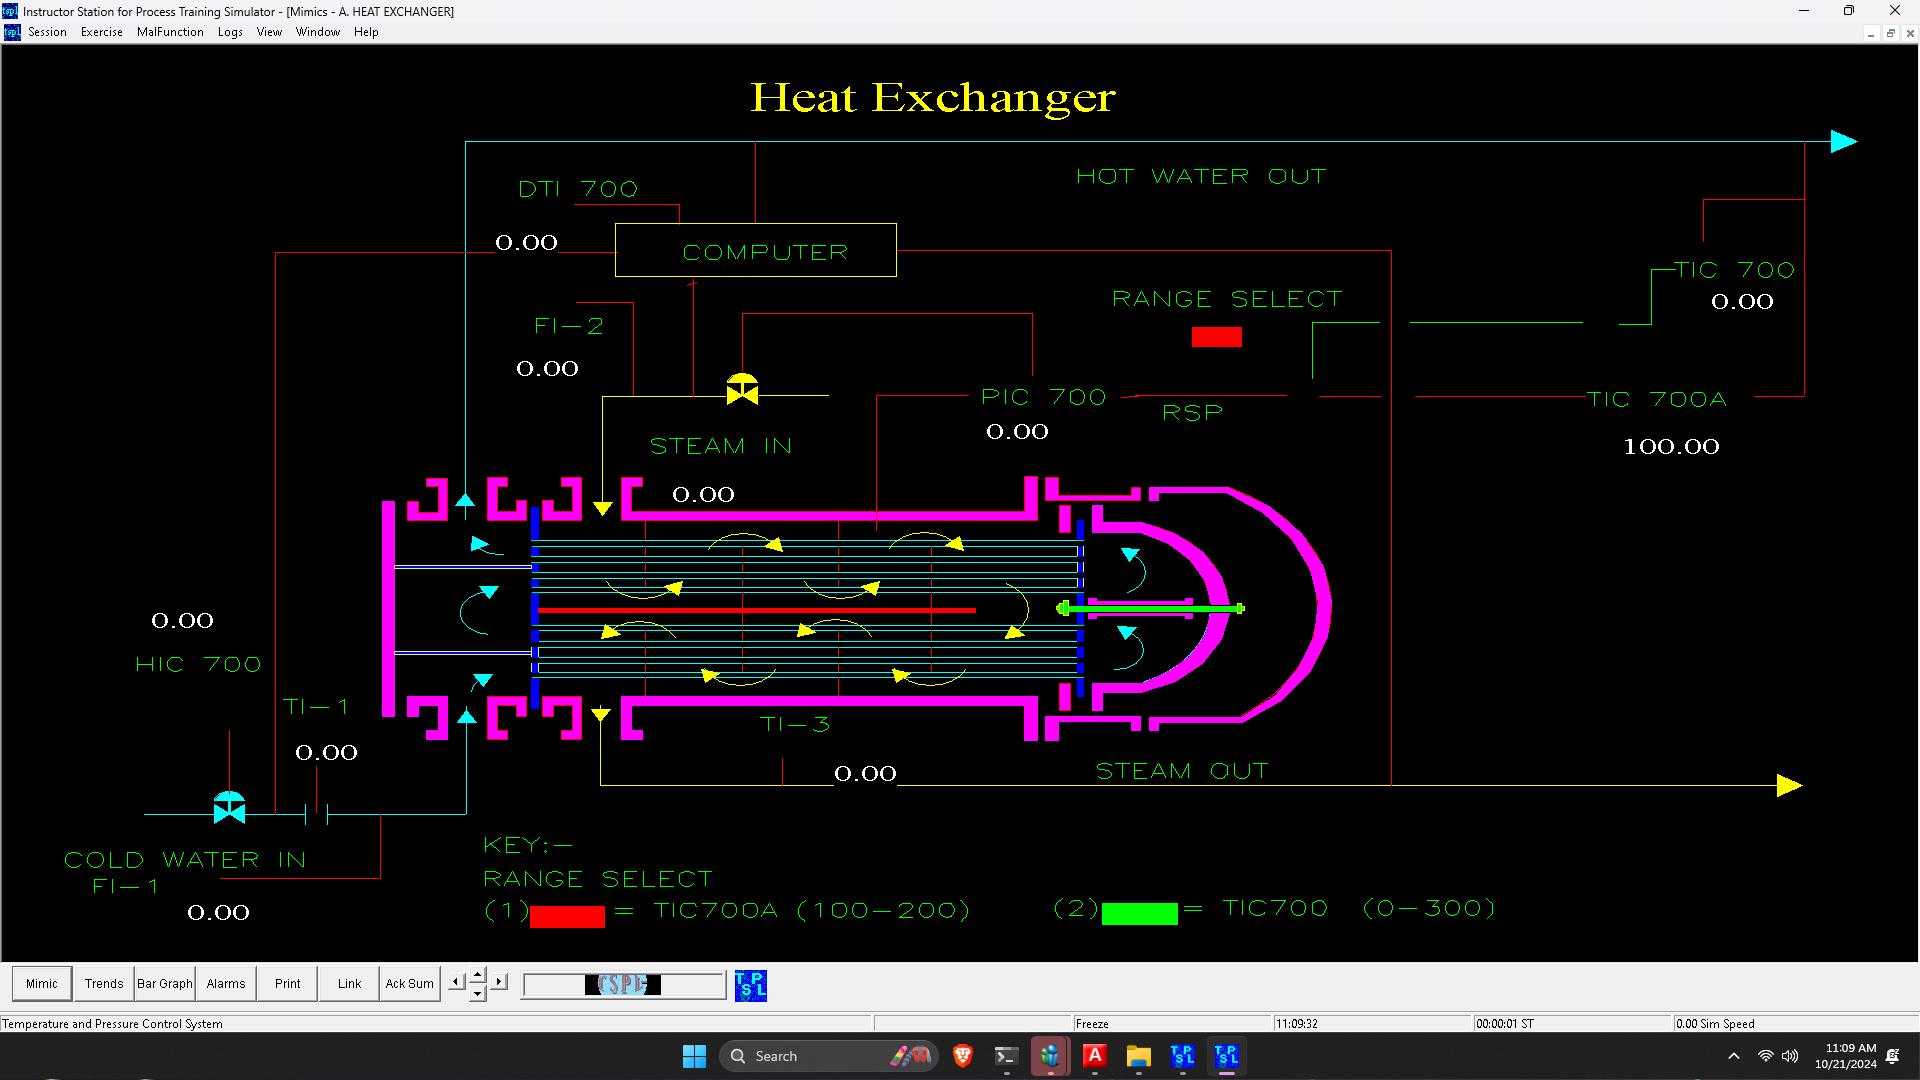 Instructor Station for Process Training Simulator - [Mimics - A. HEAT EXCHANGER]
Session Exercise MalFunction Logs View Window Help
Heat Exchanger
HOT WATER OUT
DTI 700
0.00
COMPUTER
TIC 700
0.00
RANGE SELECT
FI-2
0.00
PIC 700
0.00
RSP
TIC 700A
100.00
STEAM IN
0.00
0.00
HIC 700
TI-1
0.00
TI-3
0.00
STEAM OUT
COLD WATER IN
FI-1
0.00
KEY:-
RANGE SELECT
(1) = TIC700A (100-200)
(2) = TIC700 (0-300)
Mimic Trends Bar Graph Alarms Print Link Ack Sum TSPL TPSL
Temperature and Pressure Control System Freeze 11:09:32 00:00:01 ST 0.00 Sim Speed
Search
11:09 AM
10/21/2024